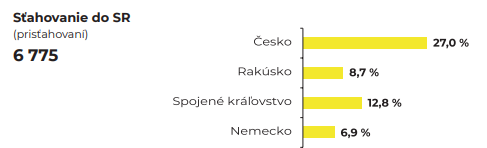 Sťahovanie do SR
(prisťahovaní)
6 775
Česko 27,0 %
Rakúsko 8,7 %
Spojené kráľovstvo 12,8 %
Nemecko 6,9 %